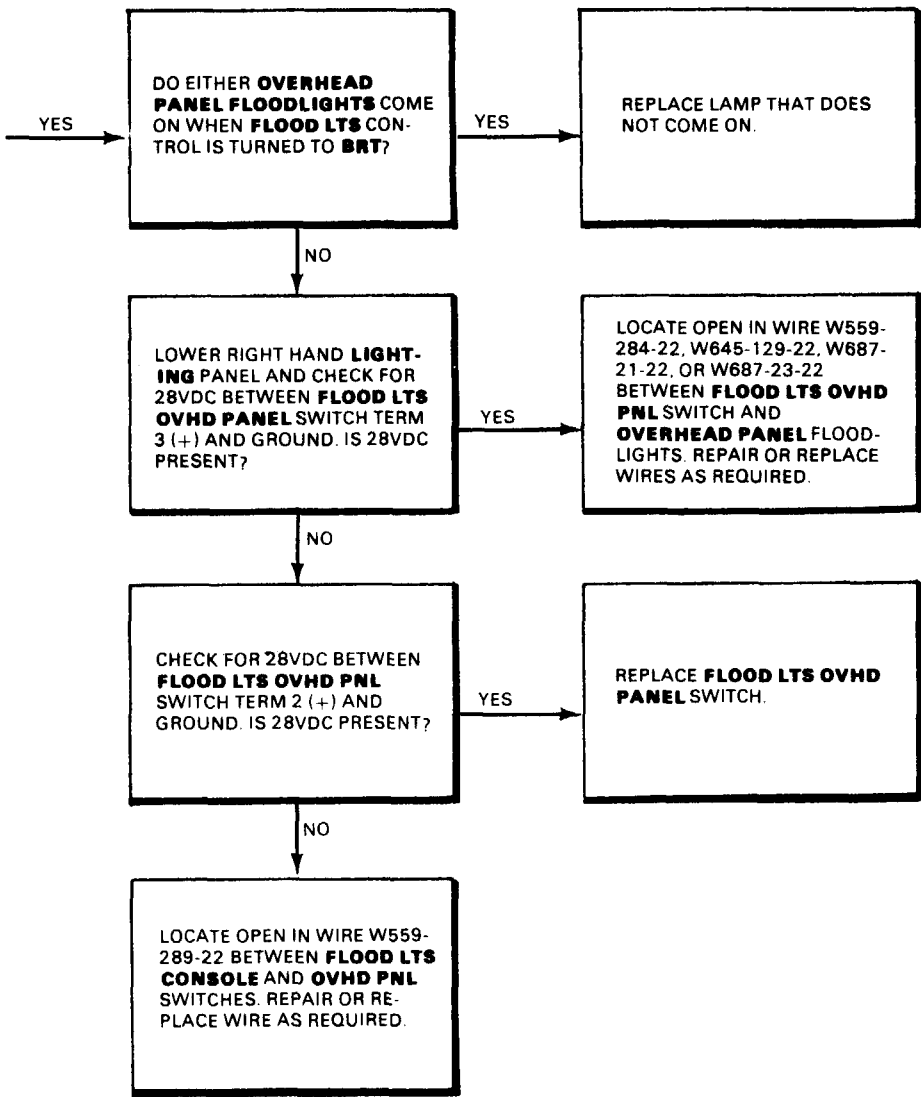 YES
DO EITHER OVERHEAD
PANEL FLOODLIGHTS COME
ON WHEN FLOOD LTS CON-
TROL IS TURNED TO BRT?
YES
REPLACE LAMP THAT DOES
NOT COME ON.
NO
LOWER RIGHT HAND LIGHT-
ING PANEL AND CHECK FOR
28VDC BETWEEN FLOOD LTS
OVHD PANEL SWITCH TERM
3 (+) AND GROUND. IS 28VDC
PRESENT?
YES
LOCATE OPEN IN WIRE W559-
284-22, W645-129-22, W687-
21-22, OR W687-23-22
BETWEEN FLOOD LTS OVHD
PNL SWITCH AND
OVERHEAD PANEL FLOOD-
LIGHTS. REPAIR OR REPLACE
WIRES AS REQUIRED.
NO
CHECK FOR 28VDC BETWEEN
FLOOD LTS OVHD PNL
SWITCH TERM 2 (+) AND
GROUND. IS 28VDC PRESENT?
YES
REPLACE FLOOD LTS OVHD
PANEL SWITCH.
NO
LOCATE OPEN IN WIRE W559-
289-22 BETWEEN FLOOD LTS
CONSOLE AND OVHD PNL
SWITCHES. REPAIR OR RE-
PLACE WIRE AS REQUIRED.